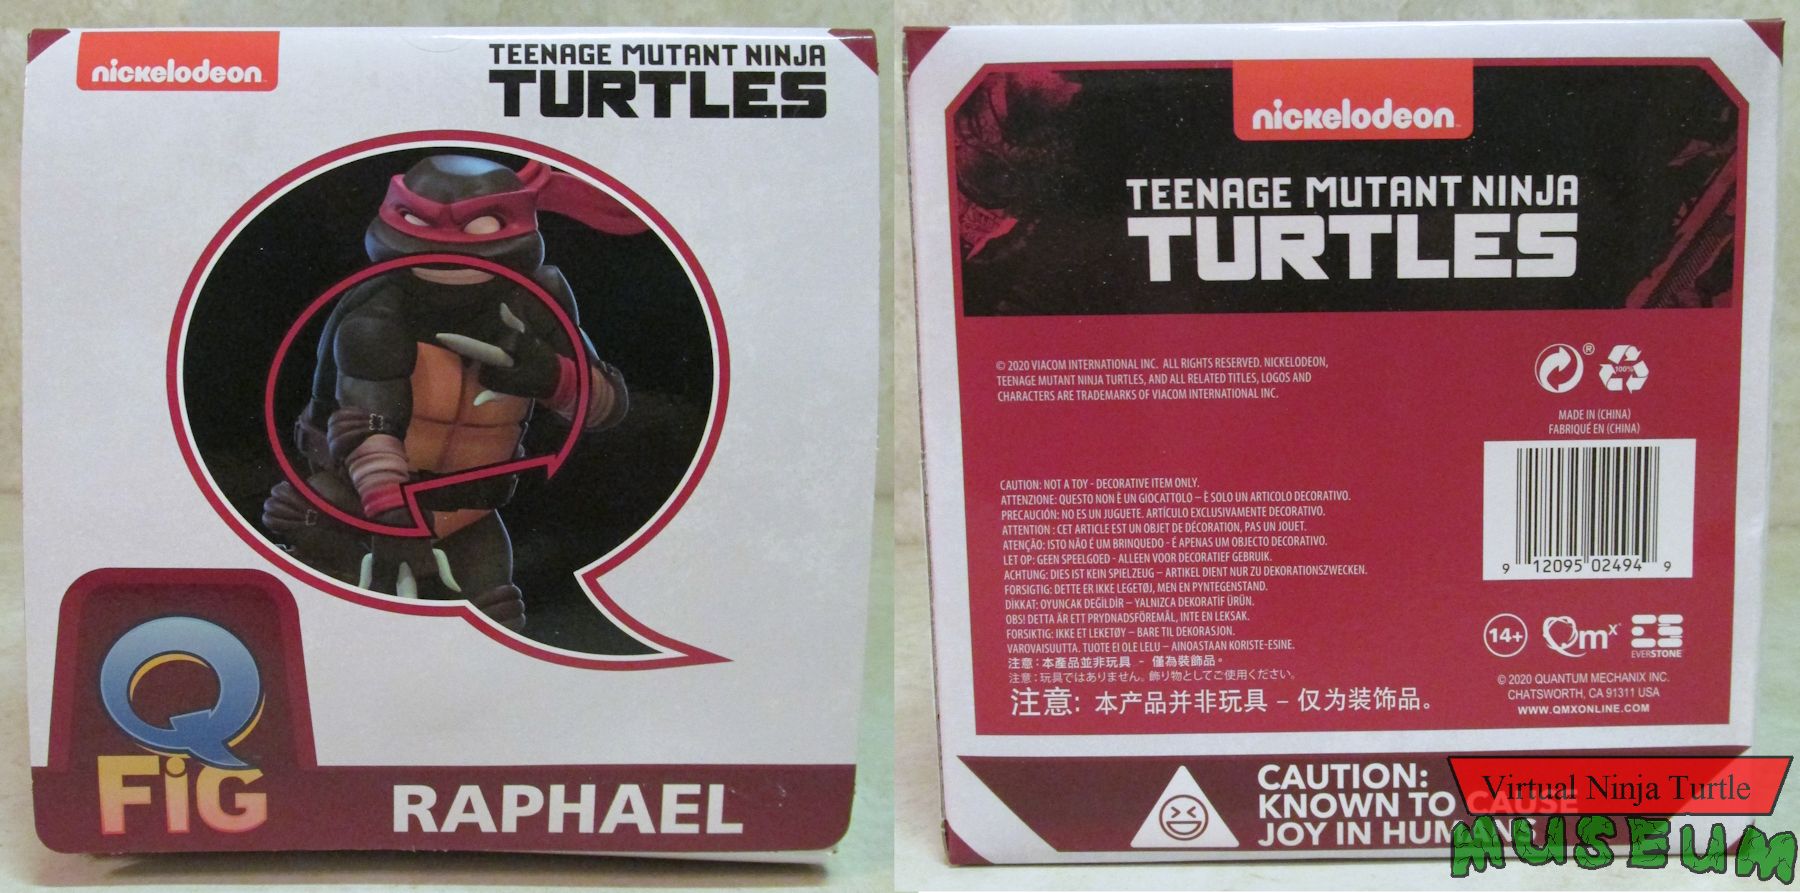 nickelodeon
TEENAGE MUTANT NINJA
TURTLES
Q
FiG
RAPHAEL
nickelodeon
TEENAGE MUTANT NINJA
TURTLES
© 2020 VIACOM INTERNATIONAL INC. ALL RIGHTS RESERVED. NICKELODEON,
TEENAGE MUTANT NINJA TURTLES, AND ALL RELATED TITLES, LOGOS AND
CHARACTERS ARE TRADEMARKS OF VIACOM INTERNATIONAL INC.
®
100%
MADE IN (CHINA)
FABRIQUÉ EN (CHINA)
CAUTION: NOT A TOY - DECORATIVE ITEM ONLY.
ATTENZIONE: QUESTO NON È UN GIOCATTOLO – È SOLO UN ARTICOLO DECORATIVO.
PRECAUCIÓN: NO ES UN JUGUETE. ARTÍCULO EXCLUSIVAMENTE DECORATIVO.
ATTENTION : CET ARTICLE EST UN OBJET DE DÉCORATION, PAS UN JOUET.
ATENÇÃO: ISTO NÃO É UM BRINQUEDO - É APENAS UM OBJECTO DECORATIVO.
LET OP: GEEN SPEELGOED - ALLEEN VOOR DECORATIEF GEBRUIK.
ACHTUNG: DIES IST KEIN SPIELZEUG – ARTIKEL DIENT NUR ZU DEKORATIONSZWECKEN.
FORSIGTIG: DETTE ER IKKE LEGETØJ, MEN EN PYNTEGENSTAND.
DİKKAT: OYUNCAK DEĞİLDİR – YALNIZCA DEKORATİF ÜRÜN.
OBS! DETTA ÄR ETT PRYDNADSFÖREMÅL, INTE EN LEKSAK.
FORSIKTIG: IKKE ET LEKETØY – BARE TIL DEKORASJON.
VAROVAISUUTTA. TUOTE EI OLE LELU – AINOASTAAN KORISTE-ESINE.
注意：本產品並非玩具 - 僅為裝飾品。
注意：玩具ではありません。飾り物としてご使用ください。
注意: 本产品并非玩具 – 仅为装饰品。
9 12095 02494 9
14+
Qmx
EVERSTONE
© 2020 QUANTUM MECHANIX INC.
CHATSWORTH, CA 91311 USA
WWW.QMXONLINE.COM
CAUTION:
KNOWN TO CAUSE
JOY IN HUMANS
Virtual Ninja Turtle
MUSEUM